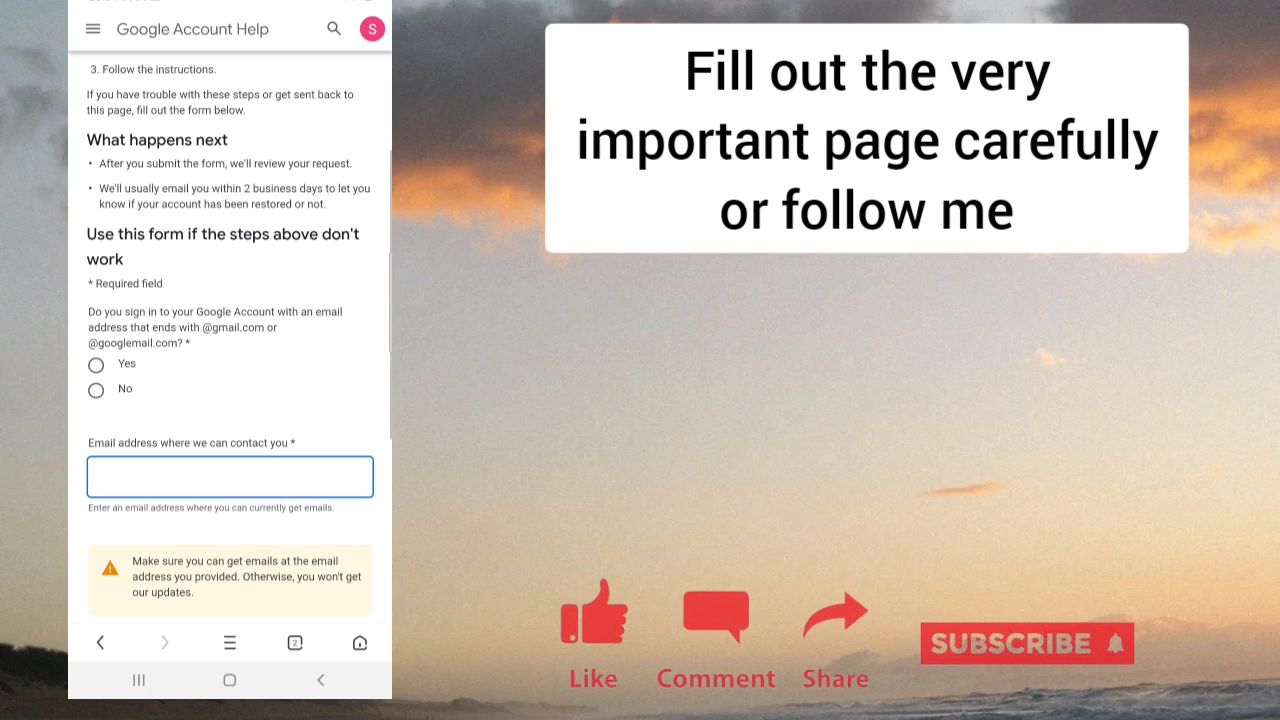 Google Account Help
S
3. Follow the instructions.
If you have trouble with these steps or get sent back to
this page, fill out the form below.
What happens next
• After you submit the form, we'll review your request.
• We'll usually email you within 2 business days to let you
know if your account has been restored or not.
Use this form if the steps above don't
work
* Required field
Do you sign in to your Google Account with an email
address that ends with @gmail.com or
@googlemail.com? *
Yes
No
Email address where we can contact you *
Enter an email address where you can currently get emails.
Make sure you can get emails at the email
address you provided. Otherwise, you won't get
our updates.
2
Fill out the very
important page carefully
or follow me
Like
Comment
Share
SUBSCRIBE